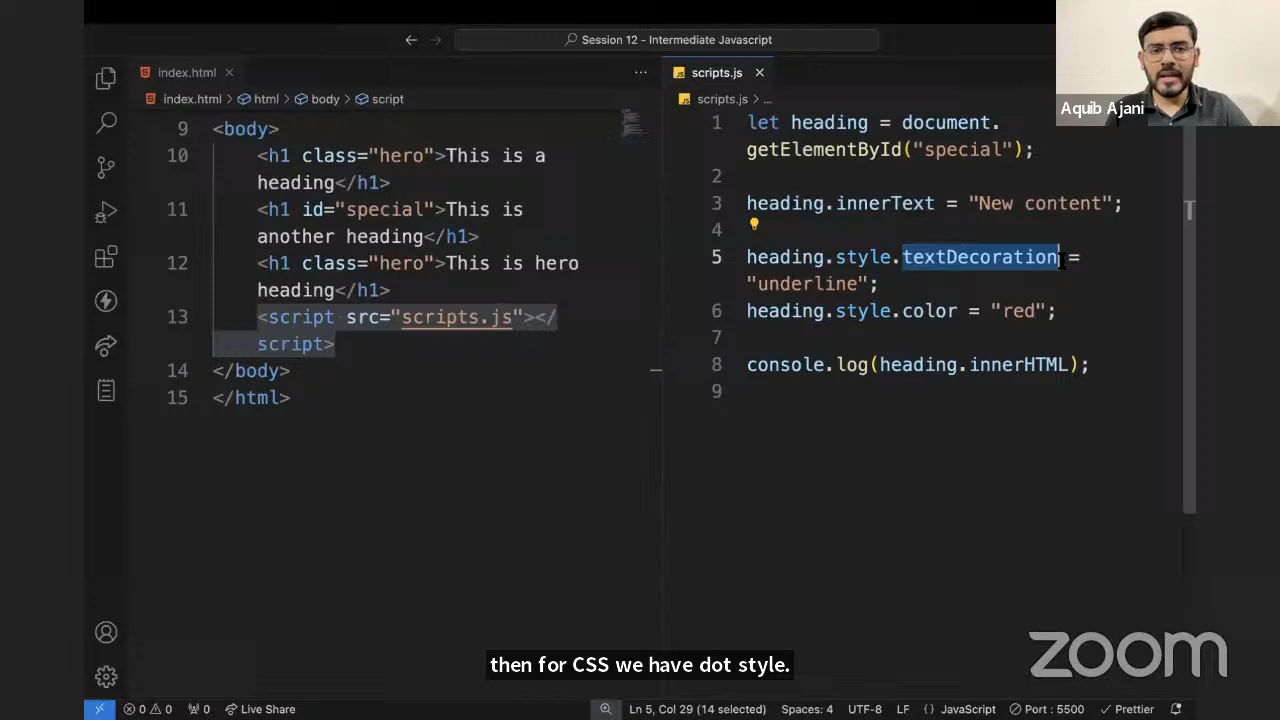 Session 12 - Intermediate Javascript
Aquib Ajani
index.html
index.html > html > body > script
9 <body>
10 <h1 class="hero">This is a
heading</h1>
11 <h1 id="special">This is
another heading</h1>
12 <h1 class="hero">This is hero
heading</h1>
13 <script src="scripts.js"></
script>
14 </body>
15 </html>
JS scripts.js
JS scripts.js > ...
1 let heading = document.
getElementById("special");
2
3 heading.innerText = "New content";
4
5 heading.style.textDecoration =
"underline";
6 heading.style.color = "red";
7
8 console.log(heading.innerHTML);
9
then for CSS we have dot style.
zoom
0 0 0 Live Share Ln 5, Col 29 (14 selected) Spaces: 4 UTF-8 LF {} JavaScript Port : 5500 Prettier